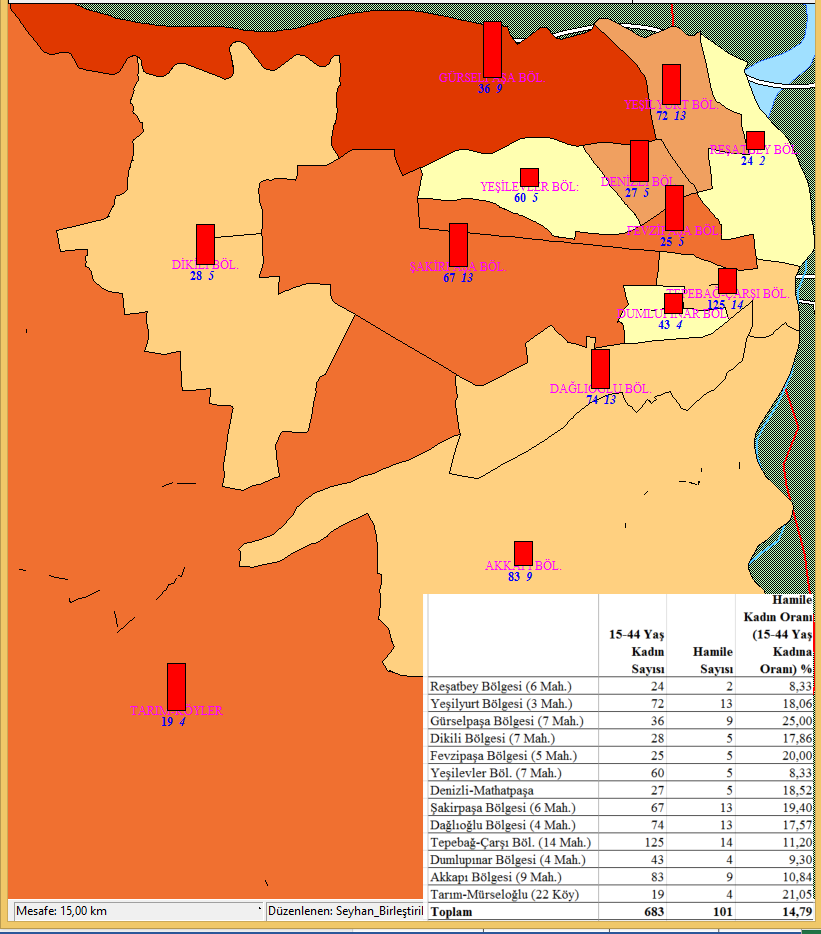 GÜRSELPAŞA BÖL.
36 9
YEŞİLYURT BÖL.
72 13
REŞATBEY BÖL.
24 2
YEŞİLEVLER BÖL.
60 5
DENİZLİ BÖL.
27 5
FEVZİPAŞA BÖL.
25 5
DİKİLİ BÖL.
28 5
ŞAKİRPAŞA BÖL.
67 13
TEPEBAĞ-ÇARŞI BÖL.
125 14
DUMLUPINAR BÖL.
43 4
DAĞLIOĞLU BÖL.
74 13
AKKAPI BÖL.
83 9
TARIM KÖYLER
19 4
15-44 Yaş Kadın Sayısı
Hamile Sayısı
Hamile Kadın Oranı (15-44 Yaş Kadına Oranı) %
Reşatbey Bölgesi (6 Mah.) 24 2 8,33
Yeşilyurt Bölgesi (3 Mah.) 72 13 18,06
Gürselpaşa Bölgesi (7 Mah.) 36 9 25,00
Dikili Bölgesi (7 Mah.) 28 5 17,86
Fevzipaşa Bölgesi (5 Mah.) 25 5 20,00
Yeşilevler Böl. (7 Mah.) 60 5 8,33
Denizli-Mathatpaşa 27 5 18,52
Şakirpaşa Bölgesi (6 Mah.) 67 13 19,40
Dağlıoğlu Bölgesi (4 Mah.) 74 13 17,57
Tepebağ-Çarşı Böl. (14 Mah.) 125 14 11,20
Dumlupınar Bölgesi (4 Mah.) 43 4 9,30
Akkapı Bölgesi (9 Mah.) 83 9 10,84
Tarım-Mürseloğlu (22 Köy) 19 4 21,05
Toplam 683 101 14,79
Mesafe: 15,00 km
Düzenlenen: Seyhan_Birleştiril